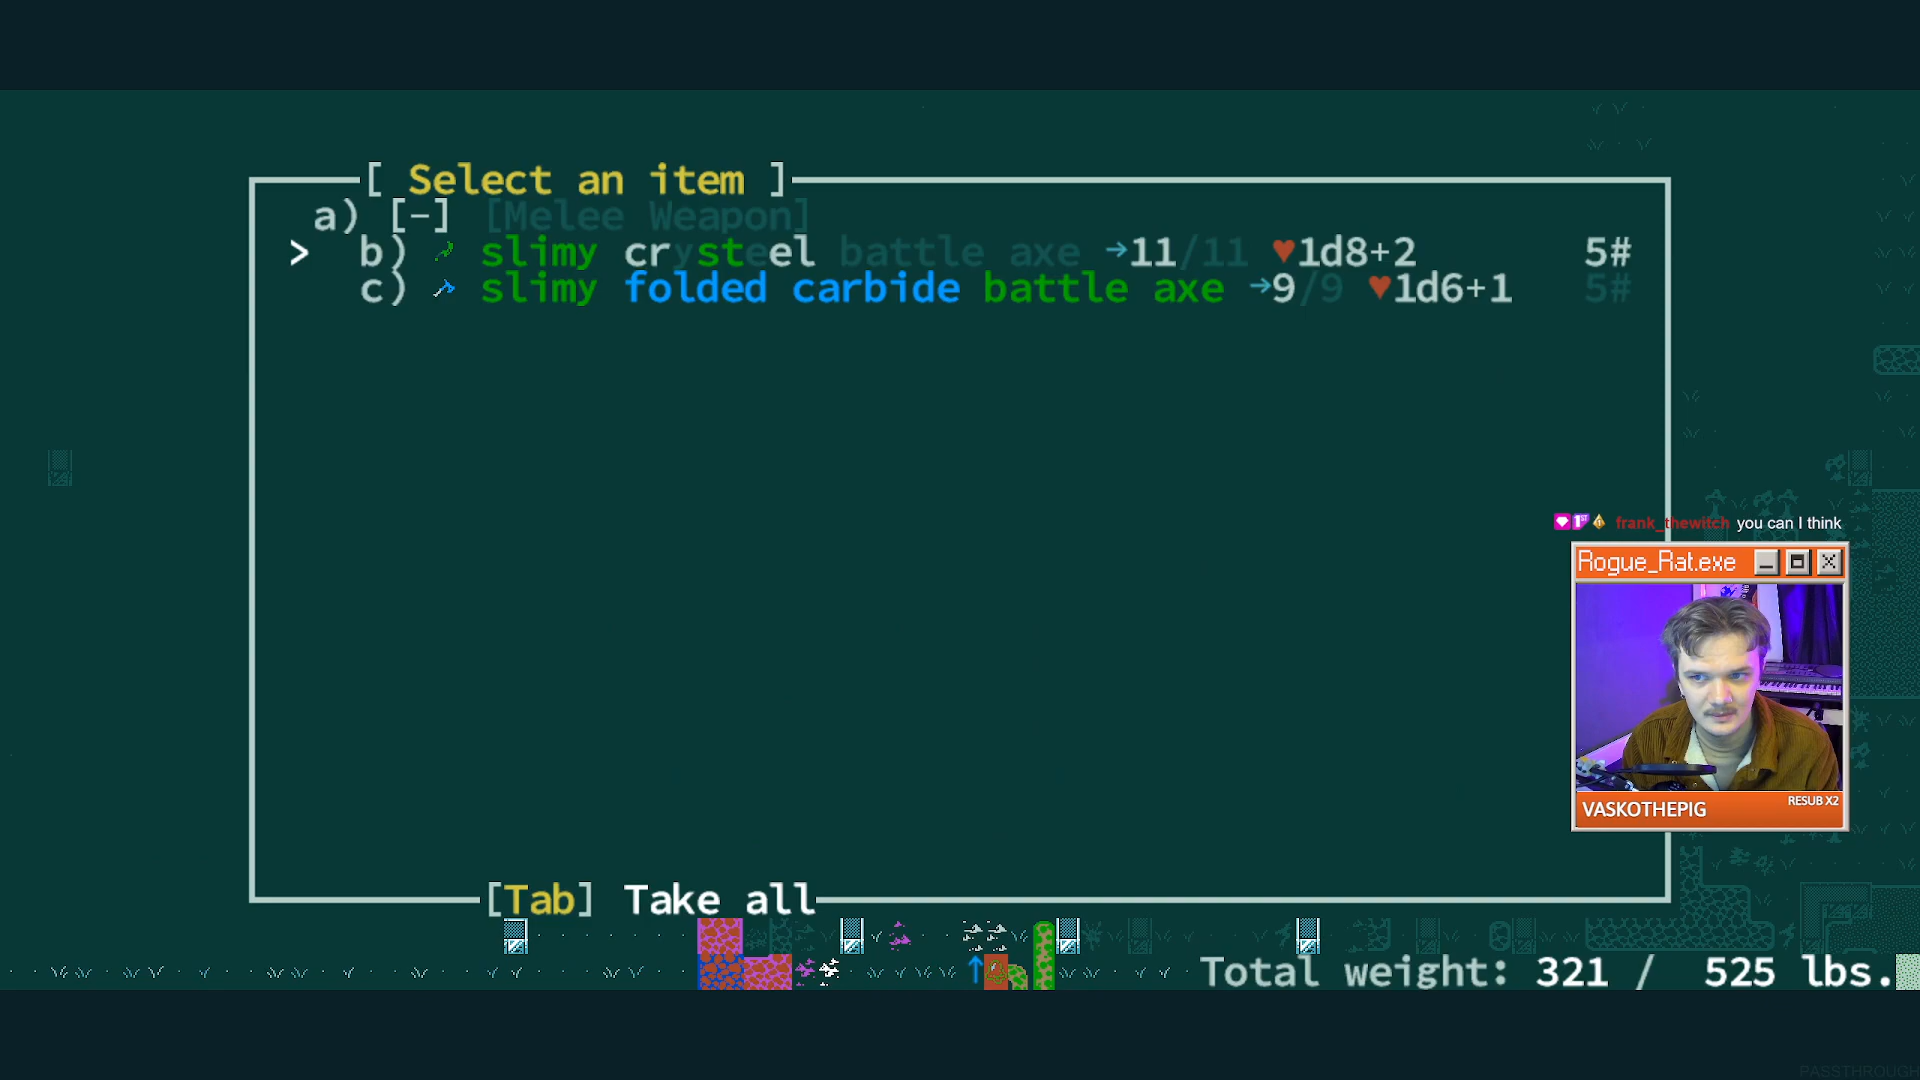 [ Select an item ]
a) [-] [Melee Weapon]
> b) slimy crysteel battle axe →11/11 ♥1d8+2 5#
c) slimy folded carbide battle axe →9/9 ♥1d6+1 5#
frank_thewitch you can I think
Rogue_Rat.exe
VASKOTHEPIG RESUB X2
[Tab] Take all
Total weight: 321 / 525 lbs.
PASSTHROUGH